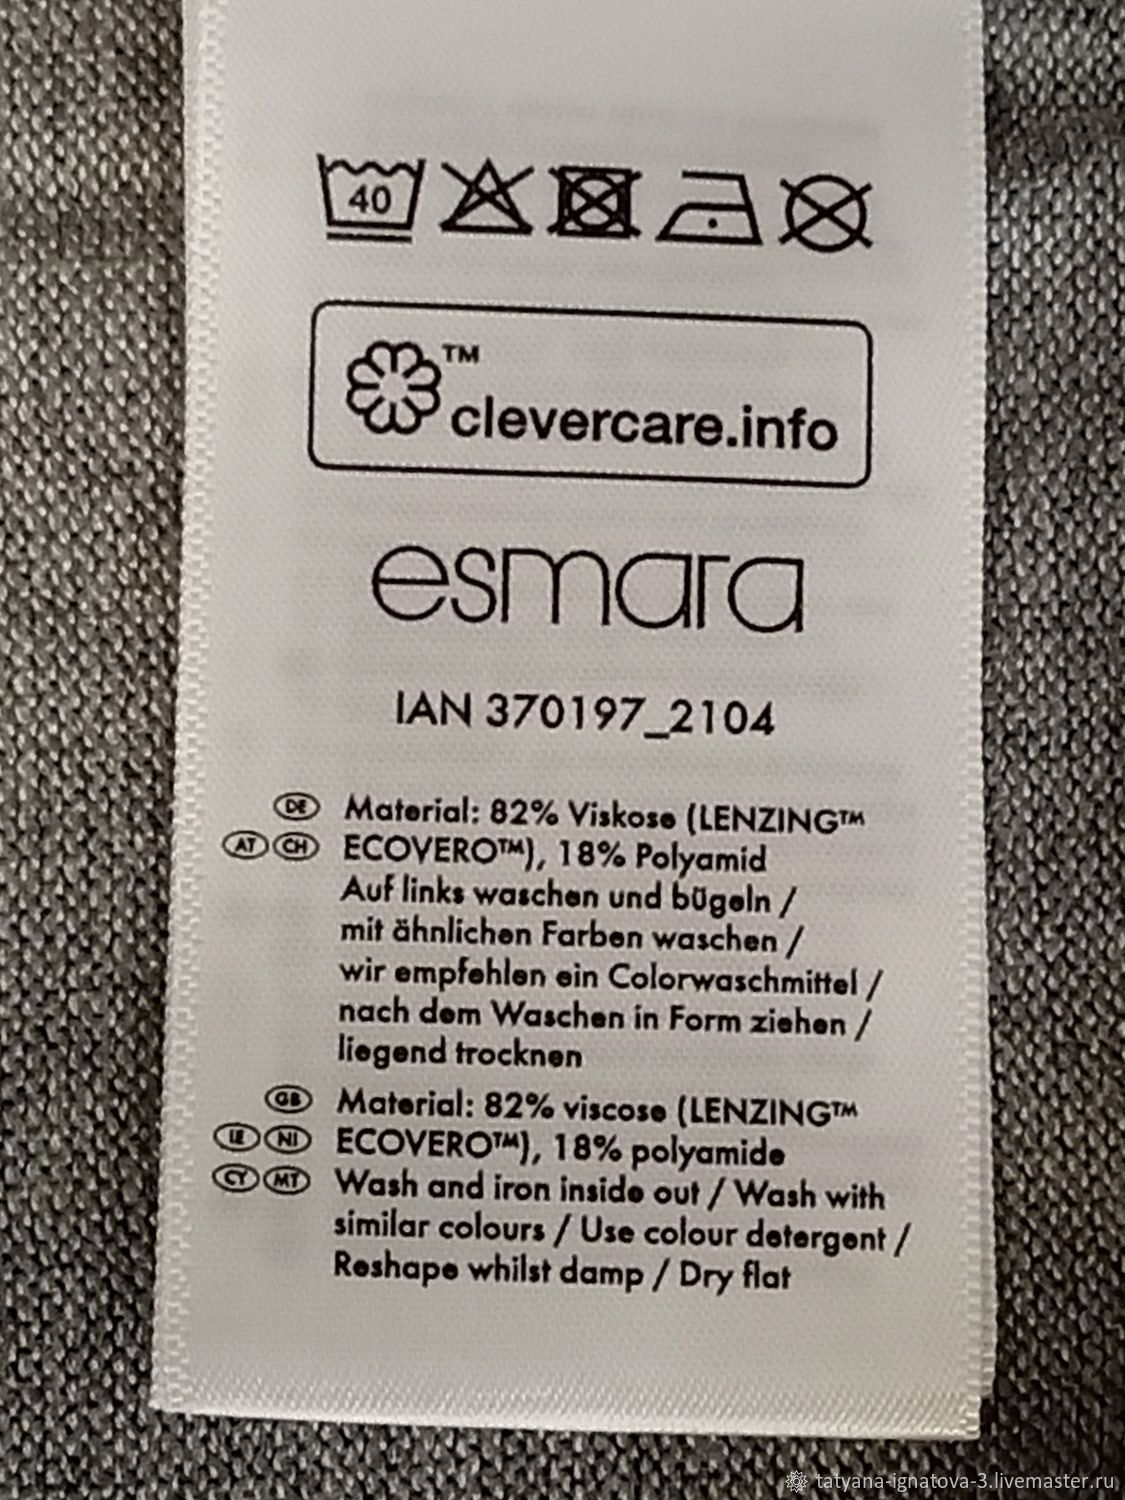 40
™
clevercare.info
esmara
IAN 370197_2104
DE Material: 82% Viskose (LENZING™
AT CH ECOVERO™), 18% Polyamid
Auf links waschen und bügeln /
mit ähnlichen Farben waschen /
wir empfehlen ein Colorwaschmittel /
nach dem Waschen in Form ziehen /
liegend trocknen
GB Material: 82% viscose (LENZING™
IE NI ECOVERO™), 18% polyamide
CY MT Wash and iron inside out / Wash with
similar colours / Use colour detergent /
Reshape whilst damp / Dry flat
tatyana-ignatova-3.livemaster.ru